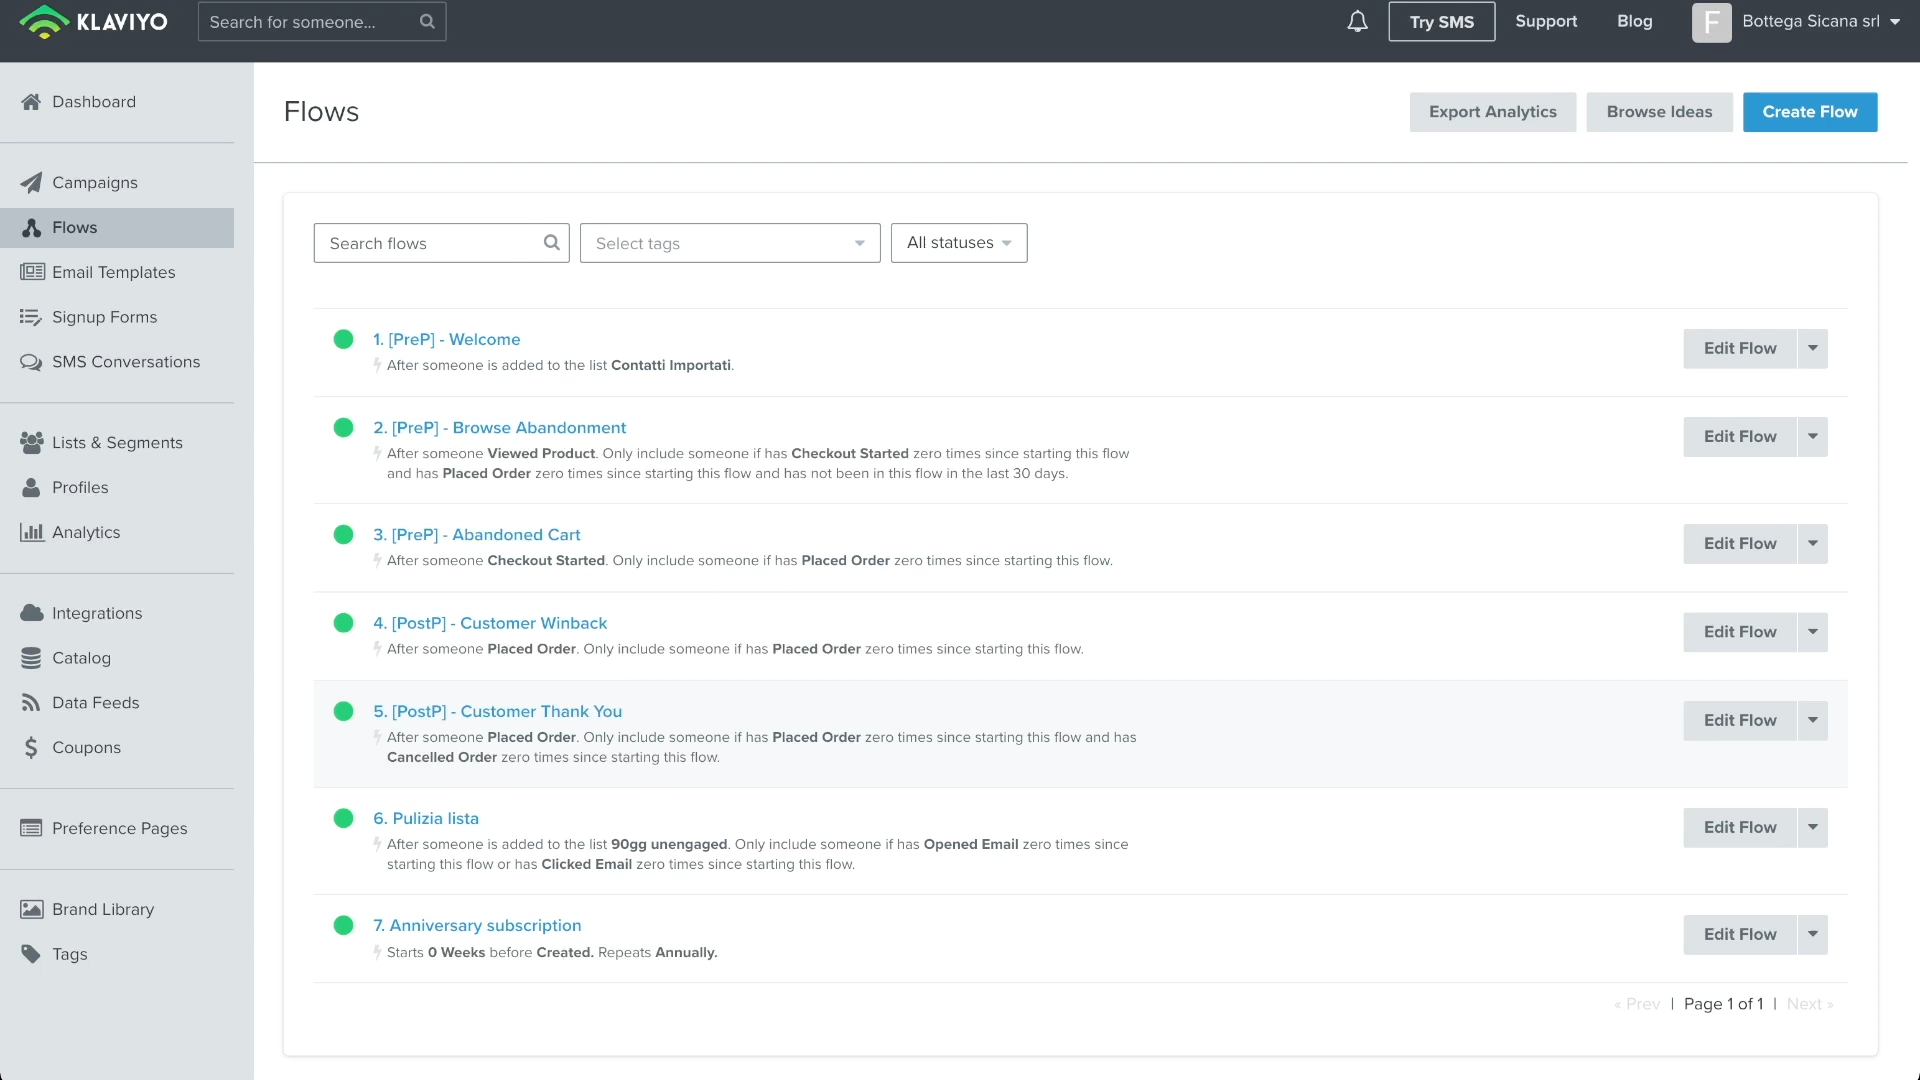 KLAVIYO
Search for someone...
Try SMS
Support
Blog
F
Bottega Sicana srl
Dashboard
Campaigns
Flows
Email Templates
Signup Forms
SMS Conversations
Lists & Segments
Profiles
Analytics
Integrations
Catalog
Data Feeds
Coupons
Preference Pages
Brand Library
Tags
Flows
Export Analytics
Browse Ideas
Create Flow
Search flows
Select tags
All statuses
1. [PreP] - Welcome
After someone is added to the list Contatti Importati.
Edit Flow
2. [PreP] - Browse Abandonment
After someone Viewed Product. Only include someone if has Checkout Started zero times since starting this flow
and has Placed Order zero times since starting this flow and has not been in this flow in the last 30 days.
Edit Flow
3. [PreP] - Abandoned Cart
After someone Checkout Started. Only include someone if has Placed Order zero times since starting this flow.
Edit Flow
4. [PostP] - Customer Winback
After someone Placed Order. Only include someone if has Placed Order zero times since starting this flow.
Edit Flow
5. [PostP] - Customer Thank You
After someone Placed Order. Only include someone if has Placed Order zero times since starting this flow and has
Cancelled Order zero times since starting this flow.
Edit Flow
6. Pulizia lista
After someone is added to the list 90gg unengaged. Only include someone if has Opened Email zero times since
starting this flow or has Clicked Email zero times since starting this flow.
Edit Flow
7. Anniversary subscription
Starts 0 Weeks before Created. Repeats Annually.
Edit Flow
« Prev | Page 1 of 1 | Next »